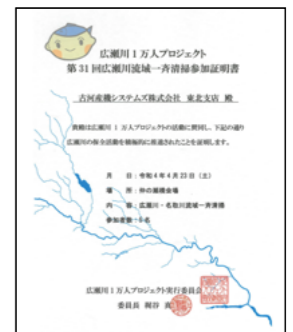 広瀬川1万人プロジェクト
第31回広瀬川流域一斉清掃参加証明書
古河産機システムズ株式会社 東北支店 殿
貴殿は広瀬川1万人プロジェクトの活動に賛同し、下記の通り
広瀬川の保全活動を積極的に推進されたことを証明します。
月 日：令和4年4月23日（土）
場 所：仲の瀬橋会場
内 容：広瀬川・名取川流域一斉清掃
参加者数：6名
広瀬川1万人プロジェクト実行委員会
委員長